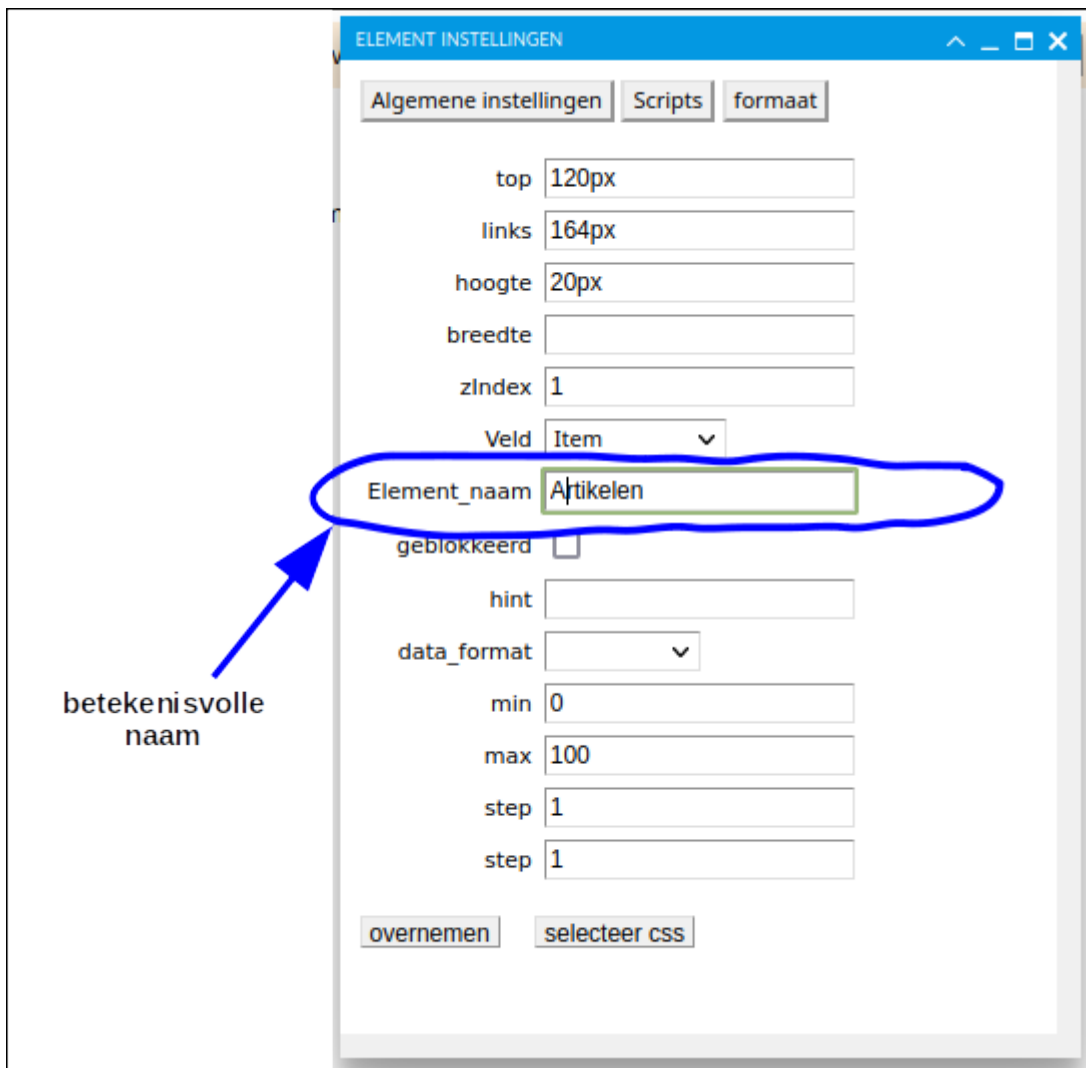 ELEMENT INSTELLINGEN
Algemene instellingen Scripts formaat
top 120px
links 164px
hoogte 20px
breedte
zIndex 1
Veld Item
Element_naam Artikelen
geblokkeerd
hint
data_format
betekenisvolle
naam
min 0
max 100
step 1
step 1
overnemen selecteer css